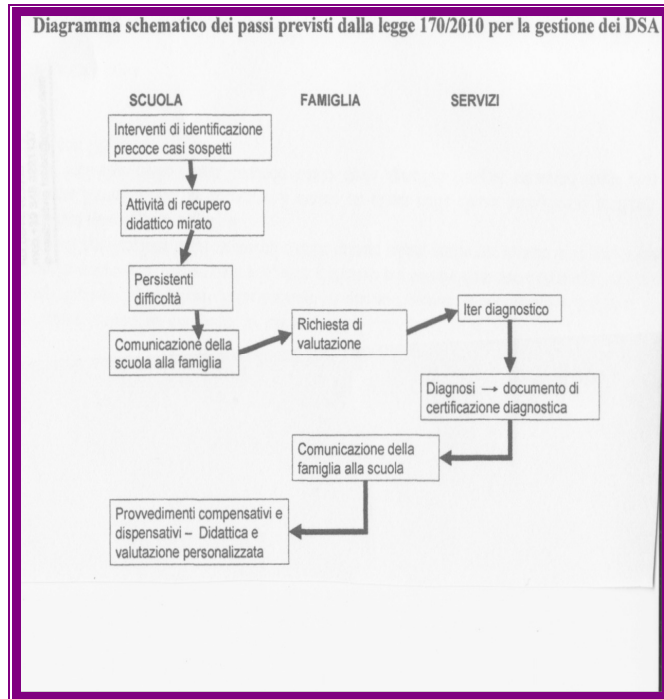 Diagramma schematico dei passi previsti dalla legge 170/2010 per la gestione dei DSA
SCUOLA
FAMIGLIA
SERVIZI
Interventi di identificazione
precoce casi sospetti
Attività di recupero
didattico mirato
Persistenti
difficoltà
Comunicazione della
scuola alla famiglia
Richiesta di
valutazione
Iter diagnostico
Diagnosi → documento di
certificazione diagnostica
Comunicazione della
famiglia alla scuola
Provvedimenti compensativi e
dispensativi – Didattica e
valutazione personalizzata